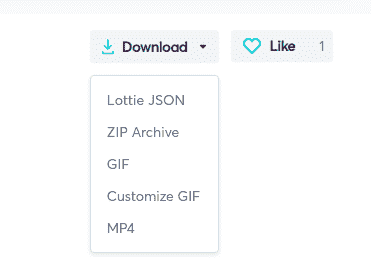 Download Like 1
Lottie JSON
ZIP Archive
GIF
Customize GIF
MP4